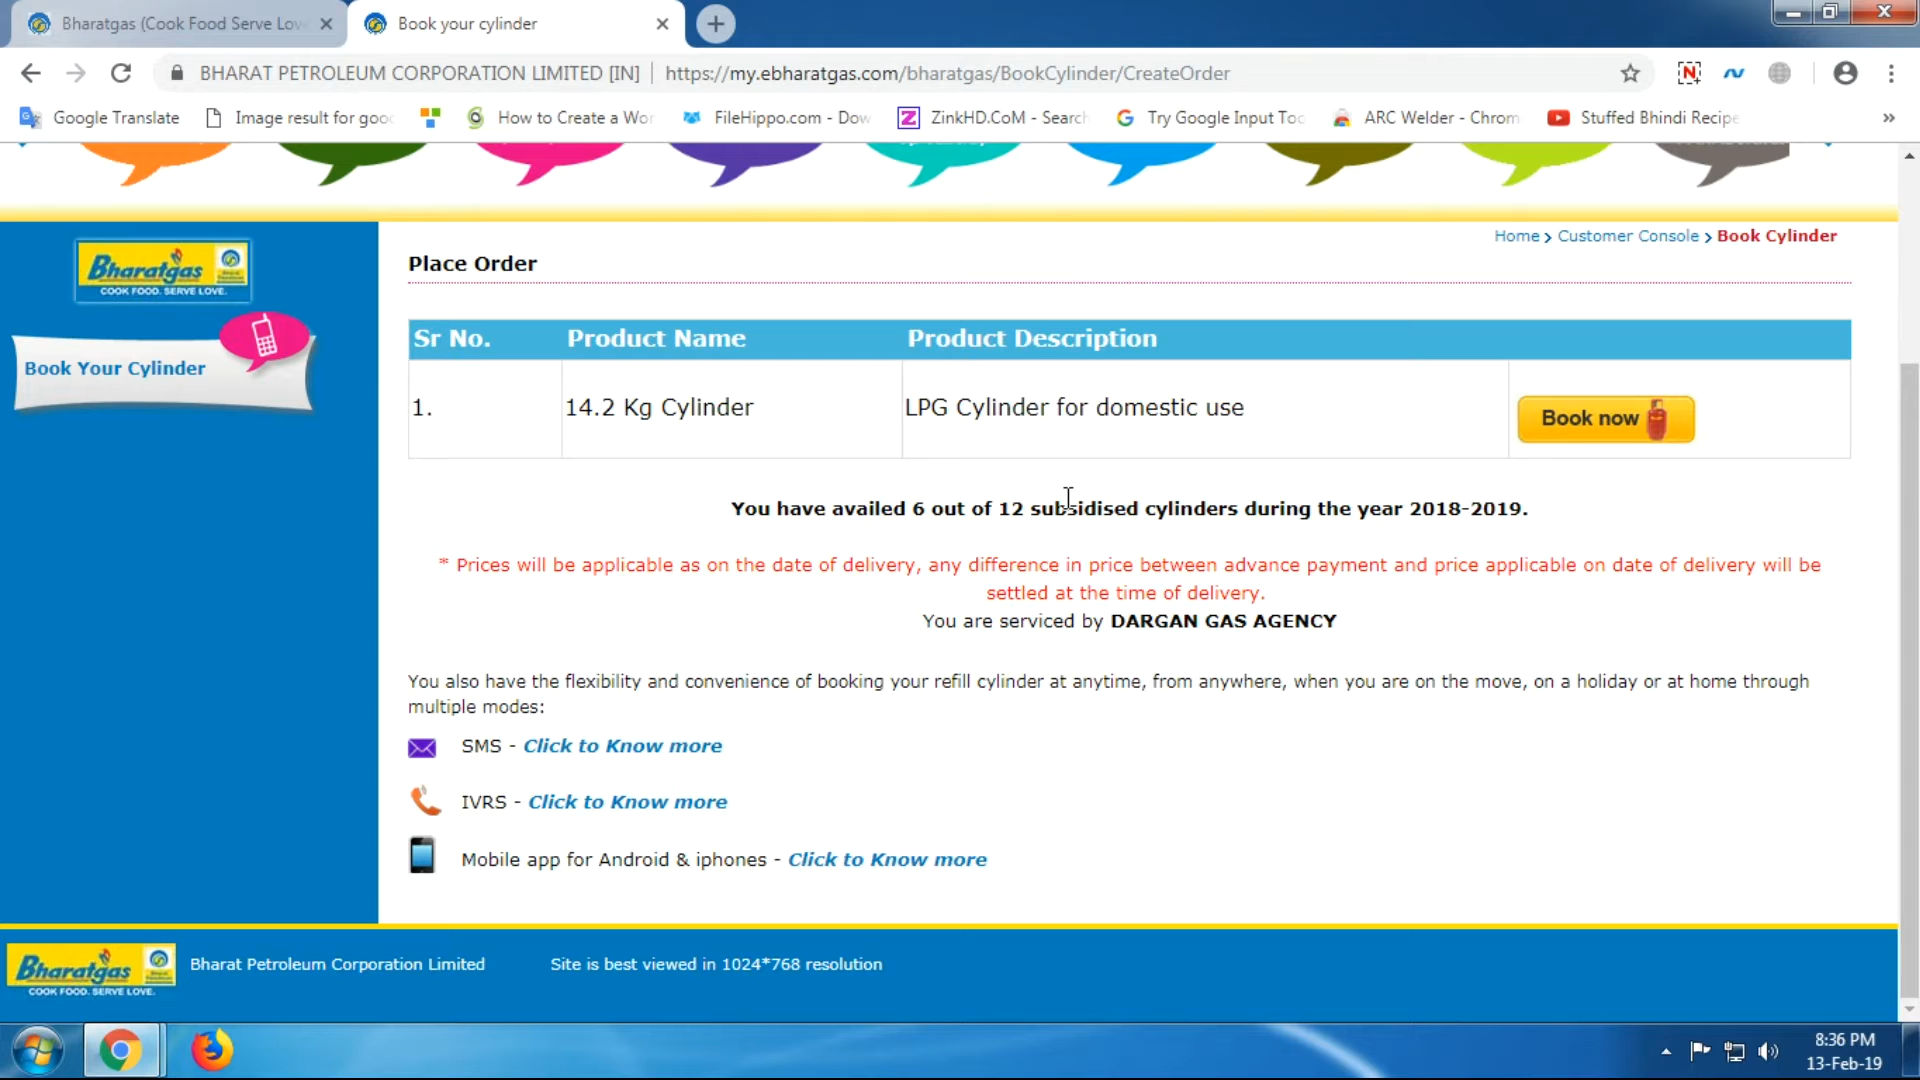 Bharatgas (Cook Food Serve Lov
Book your cylinder
BHARAT PETROLEUM CORPORATION LIMITED [IN]
https://my.ebharatgas.com/bharatgas/BookCylinder/CreateOrder
Google Translate
Image result for goo
How to Create a Wor
FileHippo.com - Dow
ZinkHD.CoM - Search
Try Google Input Too
ARC Welder - Chrom
Stuffed Bhindi Recipe
»
Home > Customer Console > Book Cylinder
Bharatgas
COOK FOOD. SERVE LOVE.
Book Your Cylinder
Place Order
Sr No. Product Name Product Description
1. 14.2 Kg Cylinder LPG Cylinder for domestic use Book now
You have availed 6 out of 12 subsidised cylinders during the year 2018-2019.
* Prices will be applicable as on the date of delivery, any difference in price between advance payment and price applicable on date of delivery will be
settled at the time of delivery.
You are serviced by DARGAN GAS AGENCY
You also have the flexibility and convenience of booking your refill cylinder at anytime, from anywhere, when you are on the move, on a holiday or at home through
multiple modes:
SMS - Click to Know more
IVRS - Click to Know more
Mobile app for Android & iphones - Click to Know more
Bharatgas
COOK FOOD. SERVE LOVE.
Bharat Petroleum Corporation Limited
Site is best viewed in 1024*768 resolution
8:36 PM
13-Feb-19